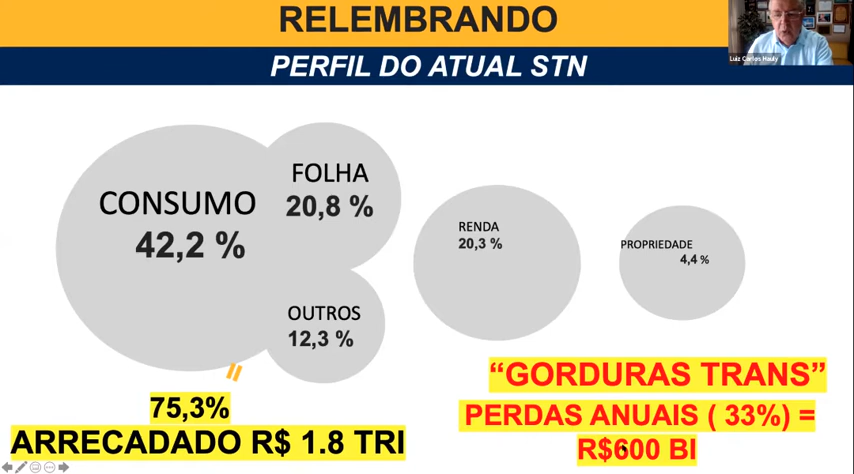 RELEMBRANDO
Luiz Carlos Hauly
PERFIL DO ATUAL STN
CONSUMO
42,2 %
FOLHA
20,8 %
OUTROS
12,3 %
RENDA
20,3 %
PROPRIEDADE
4,4 %
75,3%
ARRECADADO R$ 1.8 TRI
“GORDURAS TRANS”
PERDAS ANUAIS ( 33%) =
R$600 BI